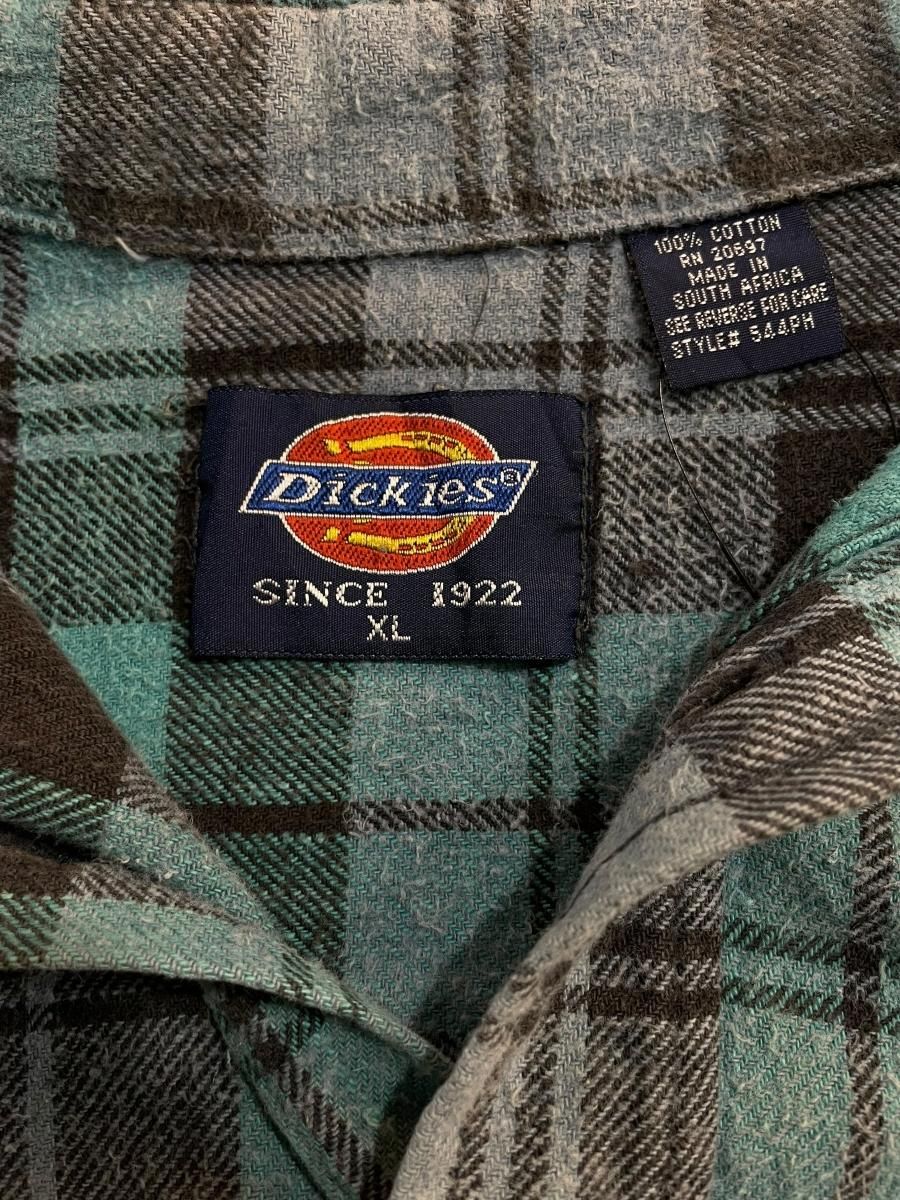 100% COTTON
RN 20697
MADE IN
SOUTH AFRICA
SEE REVERSE FOR CARE
STYLE# 544PH
Dickies®
SINCE 1922
XL